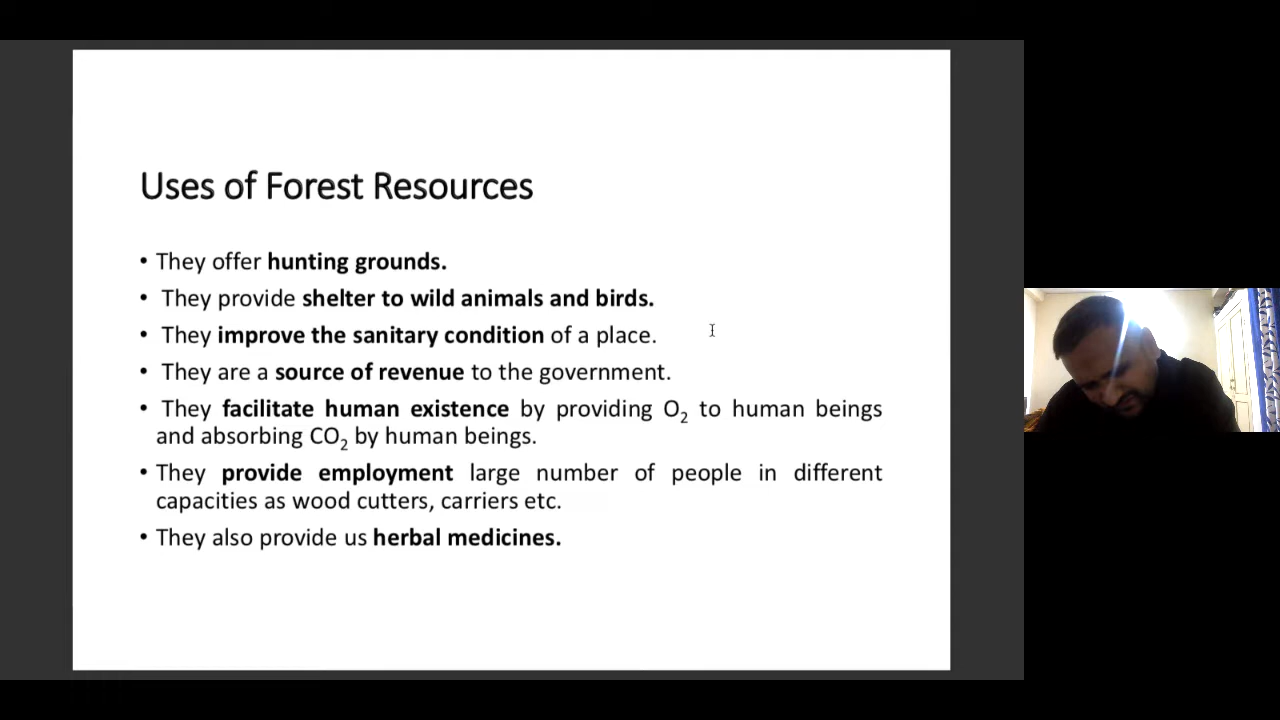 Uses of Forest Resources
• They offer hunting grounds.
• They provide shelter to wild animals and birds.
• They improve the sanitary condition of a place.
• They are a source of revenue to the government.
• They facilitate human existence by providing O₂ to human beings
and absorbing CO₂ by human beings.
• They provide employment large number of people in different
capacities as wood cutters, carriers etc.
• They also provide us herbal medicines.